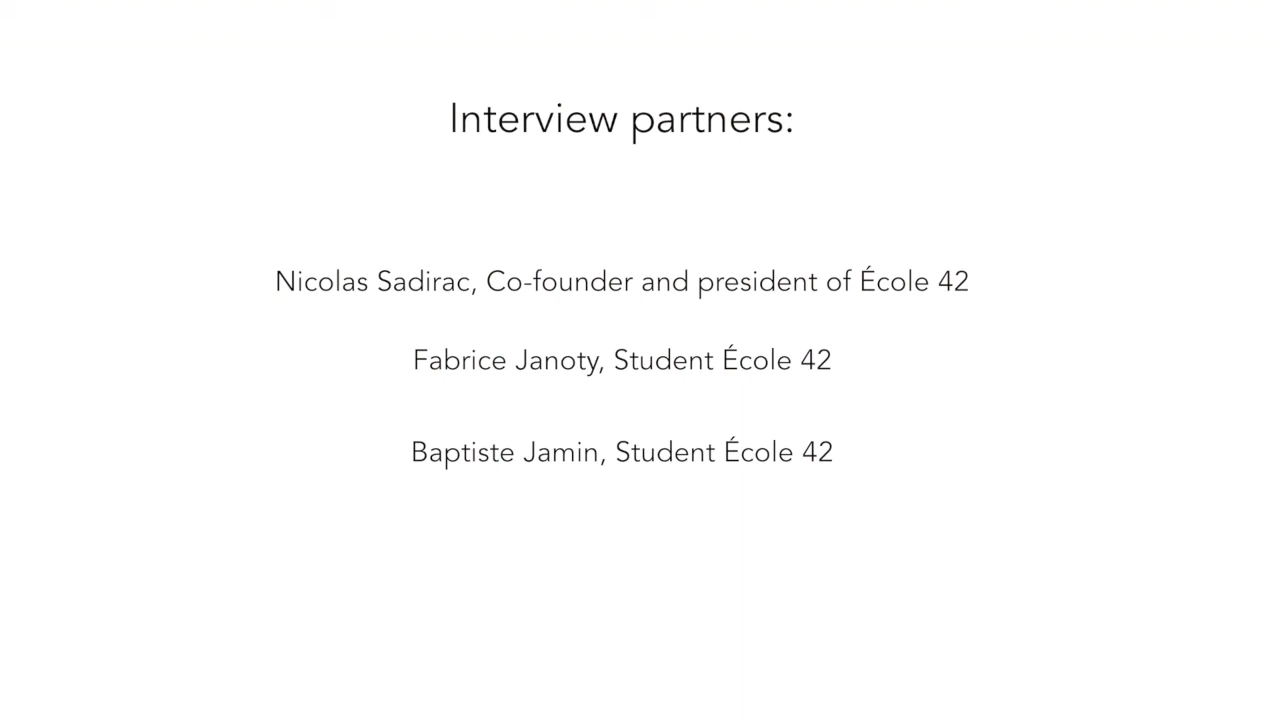 Interview partners:
Nicolas Sadirac, Co-founder and president of École 42
Fabrice Janoty, Student École 42
Baptiste Jamin, Student École 42